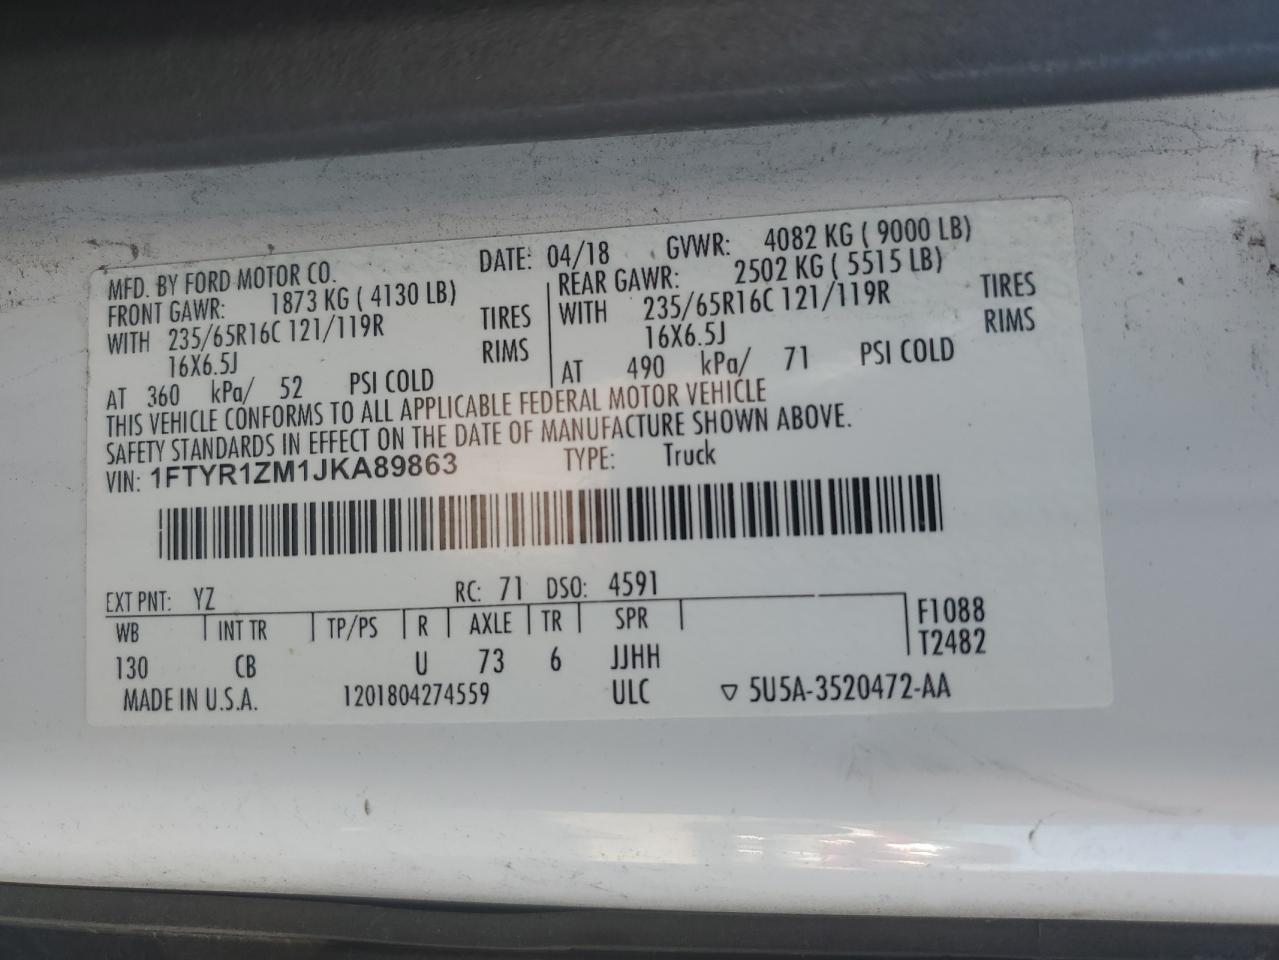 MFD. BY FORD MOTOR CO. DATE: 04/18 GVWR: 4082 KG ( 9000 LB)
FRONT GAWR: 1873 KG ( 4130 LB) REAR GAWR: 2502 KG ( 5515 LB)
WITH 235/65R16C 121/119R TIRES WITH 235/65R16C 121/119R TIRES
16X6.5J RIMS 16X6.5J RIMS
AT 360 kPa/ 52 PSI COLD AT 490 kPa/ 71 PSI COLD
THIS VEHICLE CONFORMS TO ALL APPLICABLE FEDERAL MOTOR VEHICLE
SAFETY STANDARDS IN EFFECT ON THE DATE OF MANUFACTURE SHOWN ABOVE.
VIN: 1FTYR1ZM1JKA89863 TYPE: Truck
EXT PNT: YZ RC: 71 DSO: 4591
WB INT TR TP/PS R AXLE TR SPR F1088
130 CB U 73 6 JJHH T2482
MADE IN U.S.A. 1201804274559 ULC ▽ 5U5A-3520472-AA